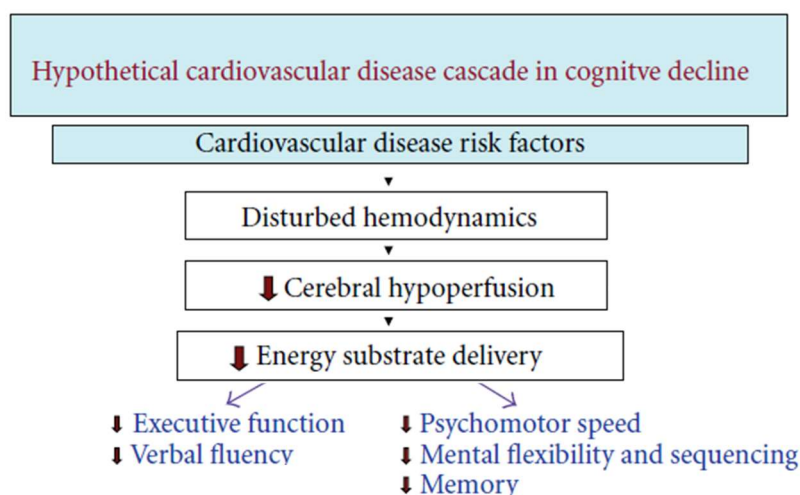 Hypothetical cardiovascular disease cascade in cognitve decline
Cardiovascular disease risk factors
Disturbed hemodynamics
Cerebral hypoperfusion
Energy substrate delivery
Executive function
Verbal fluency
Psychomotor speed
Mental flexibility and sequencing
Memory